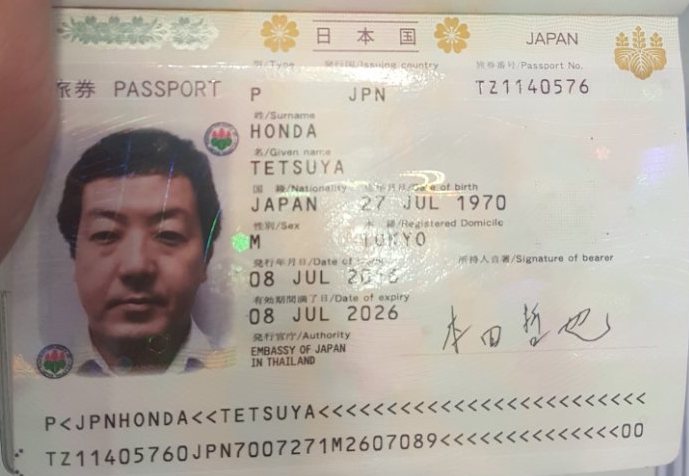 日本国 JAPAN
型/Type 発行国/Issuing country 旅券番号/Passport No.
旅券 PASSPORT P JPN TZ1140576
姓/Surname
HONDA
名/Given name
TETSUYA
国籍/Nationality 生年月日/Date of birth
JAPAN 27 JUL 1970
性別/Sex 本籍/Registered Domicile
M TOKYO
発行年月日/Date of 所持人自署/Signature of bearer
08 JUL
有効期間満了日/Date of expiry
08 JUL 2026
本田哲也
発行官庁/Authority
EMBASSY OF JAPAN
IN THAILAND
P<JPNHONDA<<TETSUYA<<<<<<<<<<<<<<<<<<<<<<<<<
TZ11405760JPN7007271M2607089<<<<<<<<<<<<<<00